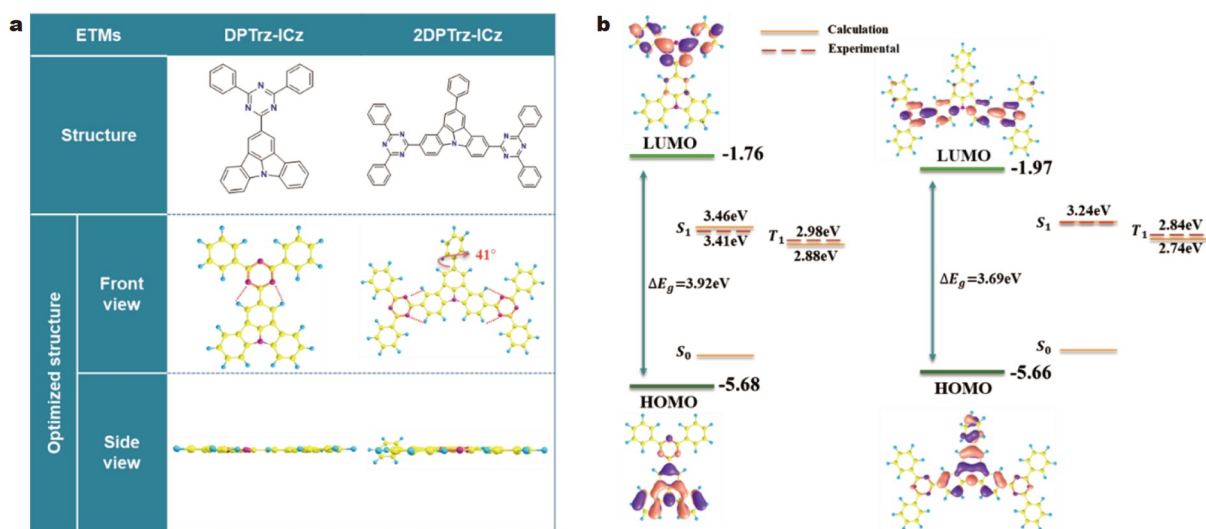 a
ETMs
DPTrz-ICz
2DPTrz-ICz
Structure
N
N
N
N
N
N
N
N
N
N
N
Optimized structure
Front
view
41°
Side
view
b
Calculation
Experimental
LUMO
-1.76
S₁
3.46eV
3.41eV
T₁
2.98eV
2.88eV
ΔE_g=3.92eV
S₀
-5.68
HOMO
LUMO
-1.97
3.24eV
S₁
2.84eV
T₁
2.74eV
ΔE_g=3.69eV
S₀
-5.66
HOMO